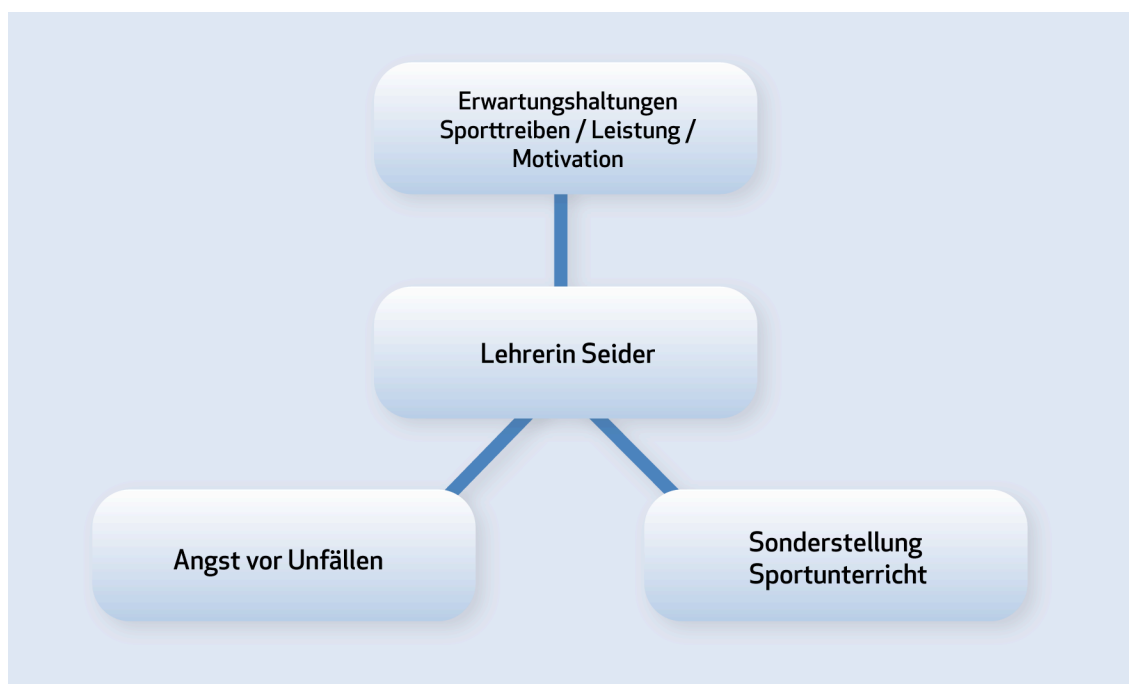 Erwartungshaltungen
Sporttreiben / Leistung /
Motivation
Lehrerin Seider
Angst vor Unfällen
Sonderstellung
Sportunterricht